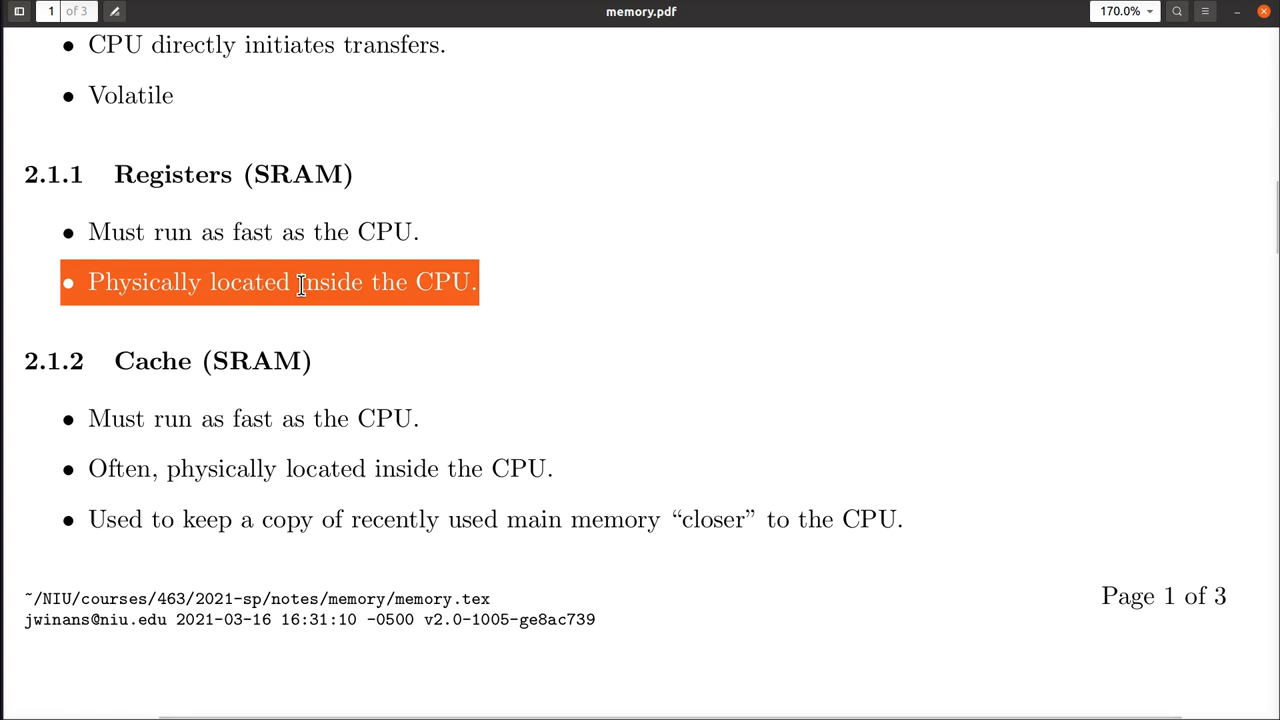 1 of 3 memory.pdf 170.0%
• CPU directly initiates transfers.
• Volatile
2.1.1 Registers (SRAM)
• Must run as fast as the CPU.
• Physically located inside the CPU.
2.1.2 Cache (SRAM)
• Must run as fast as the CPU.
• Often, physically located inside the CPU.
• Used to keep a copy of recently used main memory “closer” to the CPU.
~/NIU/courses/463/2021-sp/notes/memory/memory.tex Page 1 of 3
jwinans@niu.edu 2021-03-16 16:31:10 -0500 v2.0-1005-ge8ac739